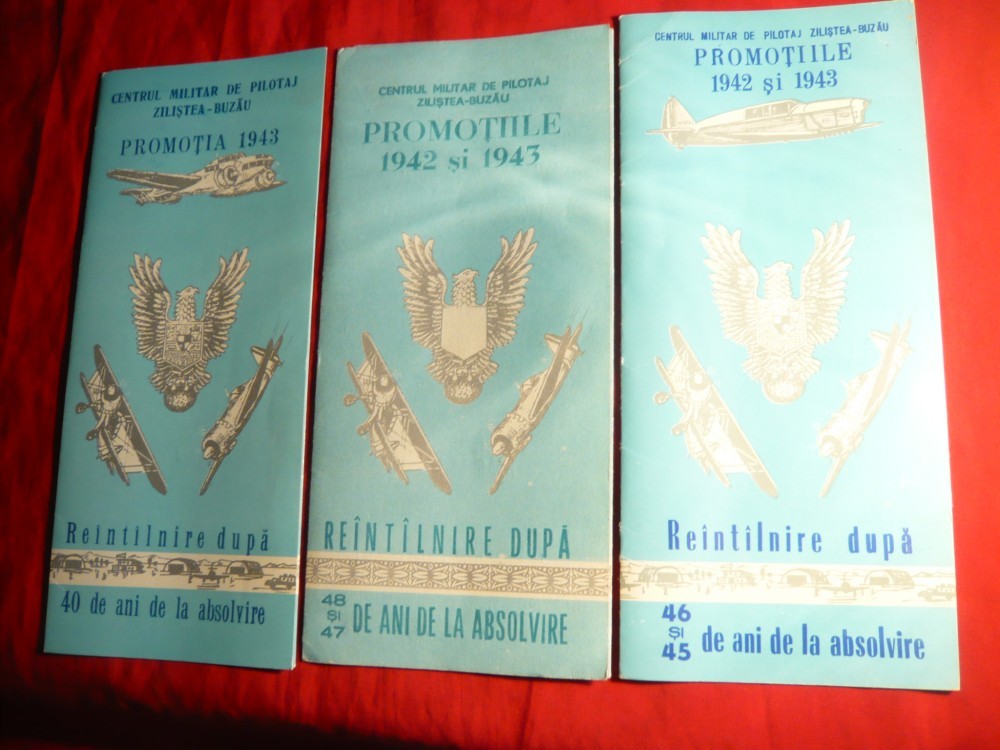 CENTRUL MILITAR DE PILOTAJ
ZILIȘTEA-BUZĂU
PROMOȚIA 1943
Reîntîlnire după
40 de ani de la absolvire
CENTRUL MILITAR DE PILOTAJ
ZILIȘTEA-BUZĂU
PROMOȚIILE
1942 și 1943
REÎNTÎLNIRE DUPĂ
48
ȘI
47
DE ANI DE LA ABSOLVIRE
CENTRUL MILITAR DE PILOTAJ ZILIȘTEA-BUZĂU
PROMOȚIILE
1942 și 1943
Reîntîlnire după
46
ȘI
45
de ani de la absolvire